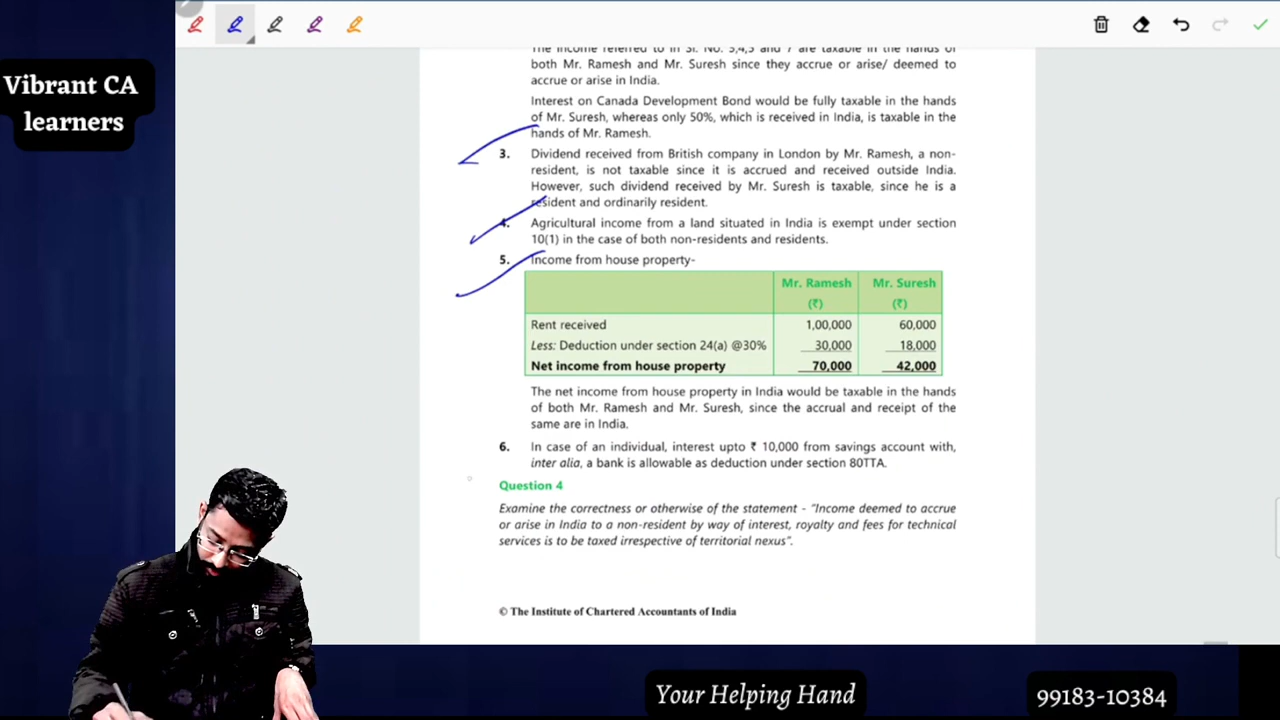 Vibrant CA
learners
The income referred to in Sl. No. 3,4,5 and 7 are taxable in the hands of
both Mr. Ramesh and Mr. Suresh since they accrue or arise/ deemed to
accrue or arise in India.
Interest on Canada Development Bond would be fully taxable in the hands
of Mr. Suresh, whereas only 50%, which is received in India, is taxable in the
hands of Mr. Ramesh.
3. Dividend received from British company in London by Mr. Ramesh, a non-
resident, is not taxable since it is accrued and received outside India.
However, such dividend received by Mr. Suresh is taxable, since he is a
resident and ordinarily resident.
4. Agricultural income from a land situated in India is exempt under section
10(1) in the case of both non-residents and residents.
5. Income from house property-
Mr. Ramesh Mr. Suresh
(₹) (₹)
Rent received 1,00,000 60,000
Less: Deduction under section 24(a) @30% 30,000 18,000
Net income from house property 70,000 42,000
The net income from house property in India would be taxable in the hands
of both Mr. Ramesh and Mr. Suresh, since the accrual and receipt of the
same are in India.
6. In case of an individual, interest upto ₹ 10,000 from savings account with,
inter alia, a bank is allowable as deduction under section 80TTA.
Question 4
Examine the correctness or otherwise of the statement - "Income deemed to accrue
or arise in India to a non-resident by way of interest, royalty and fees for technical
services is to be taxed irrespective of territorial nexus".
© The Institute of Chartered Accountants of India
Your Helping Hand
99183-10384